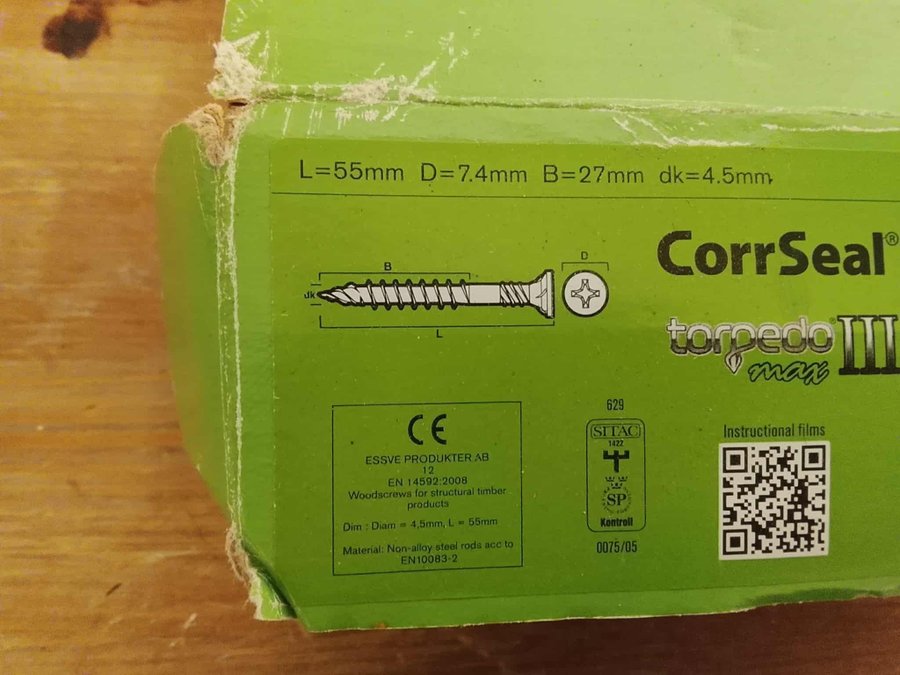 L=55mm D=7.4mm B=27mm dk=4.5mm
B
D
dk
L
CorrSeal®
torpedo® III
max
CE
ESSVE PRODUKTER AB
12
EN 14592:2008
Woodscrews for structural timber
products
Dim : Diam = 4,5mm, L = 55mm
Material: Non-alloy steel rods acc to
EN10083-2
629
SITAC
1422
SP
Kontroll
0075/05
Instructional films